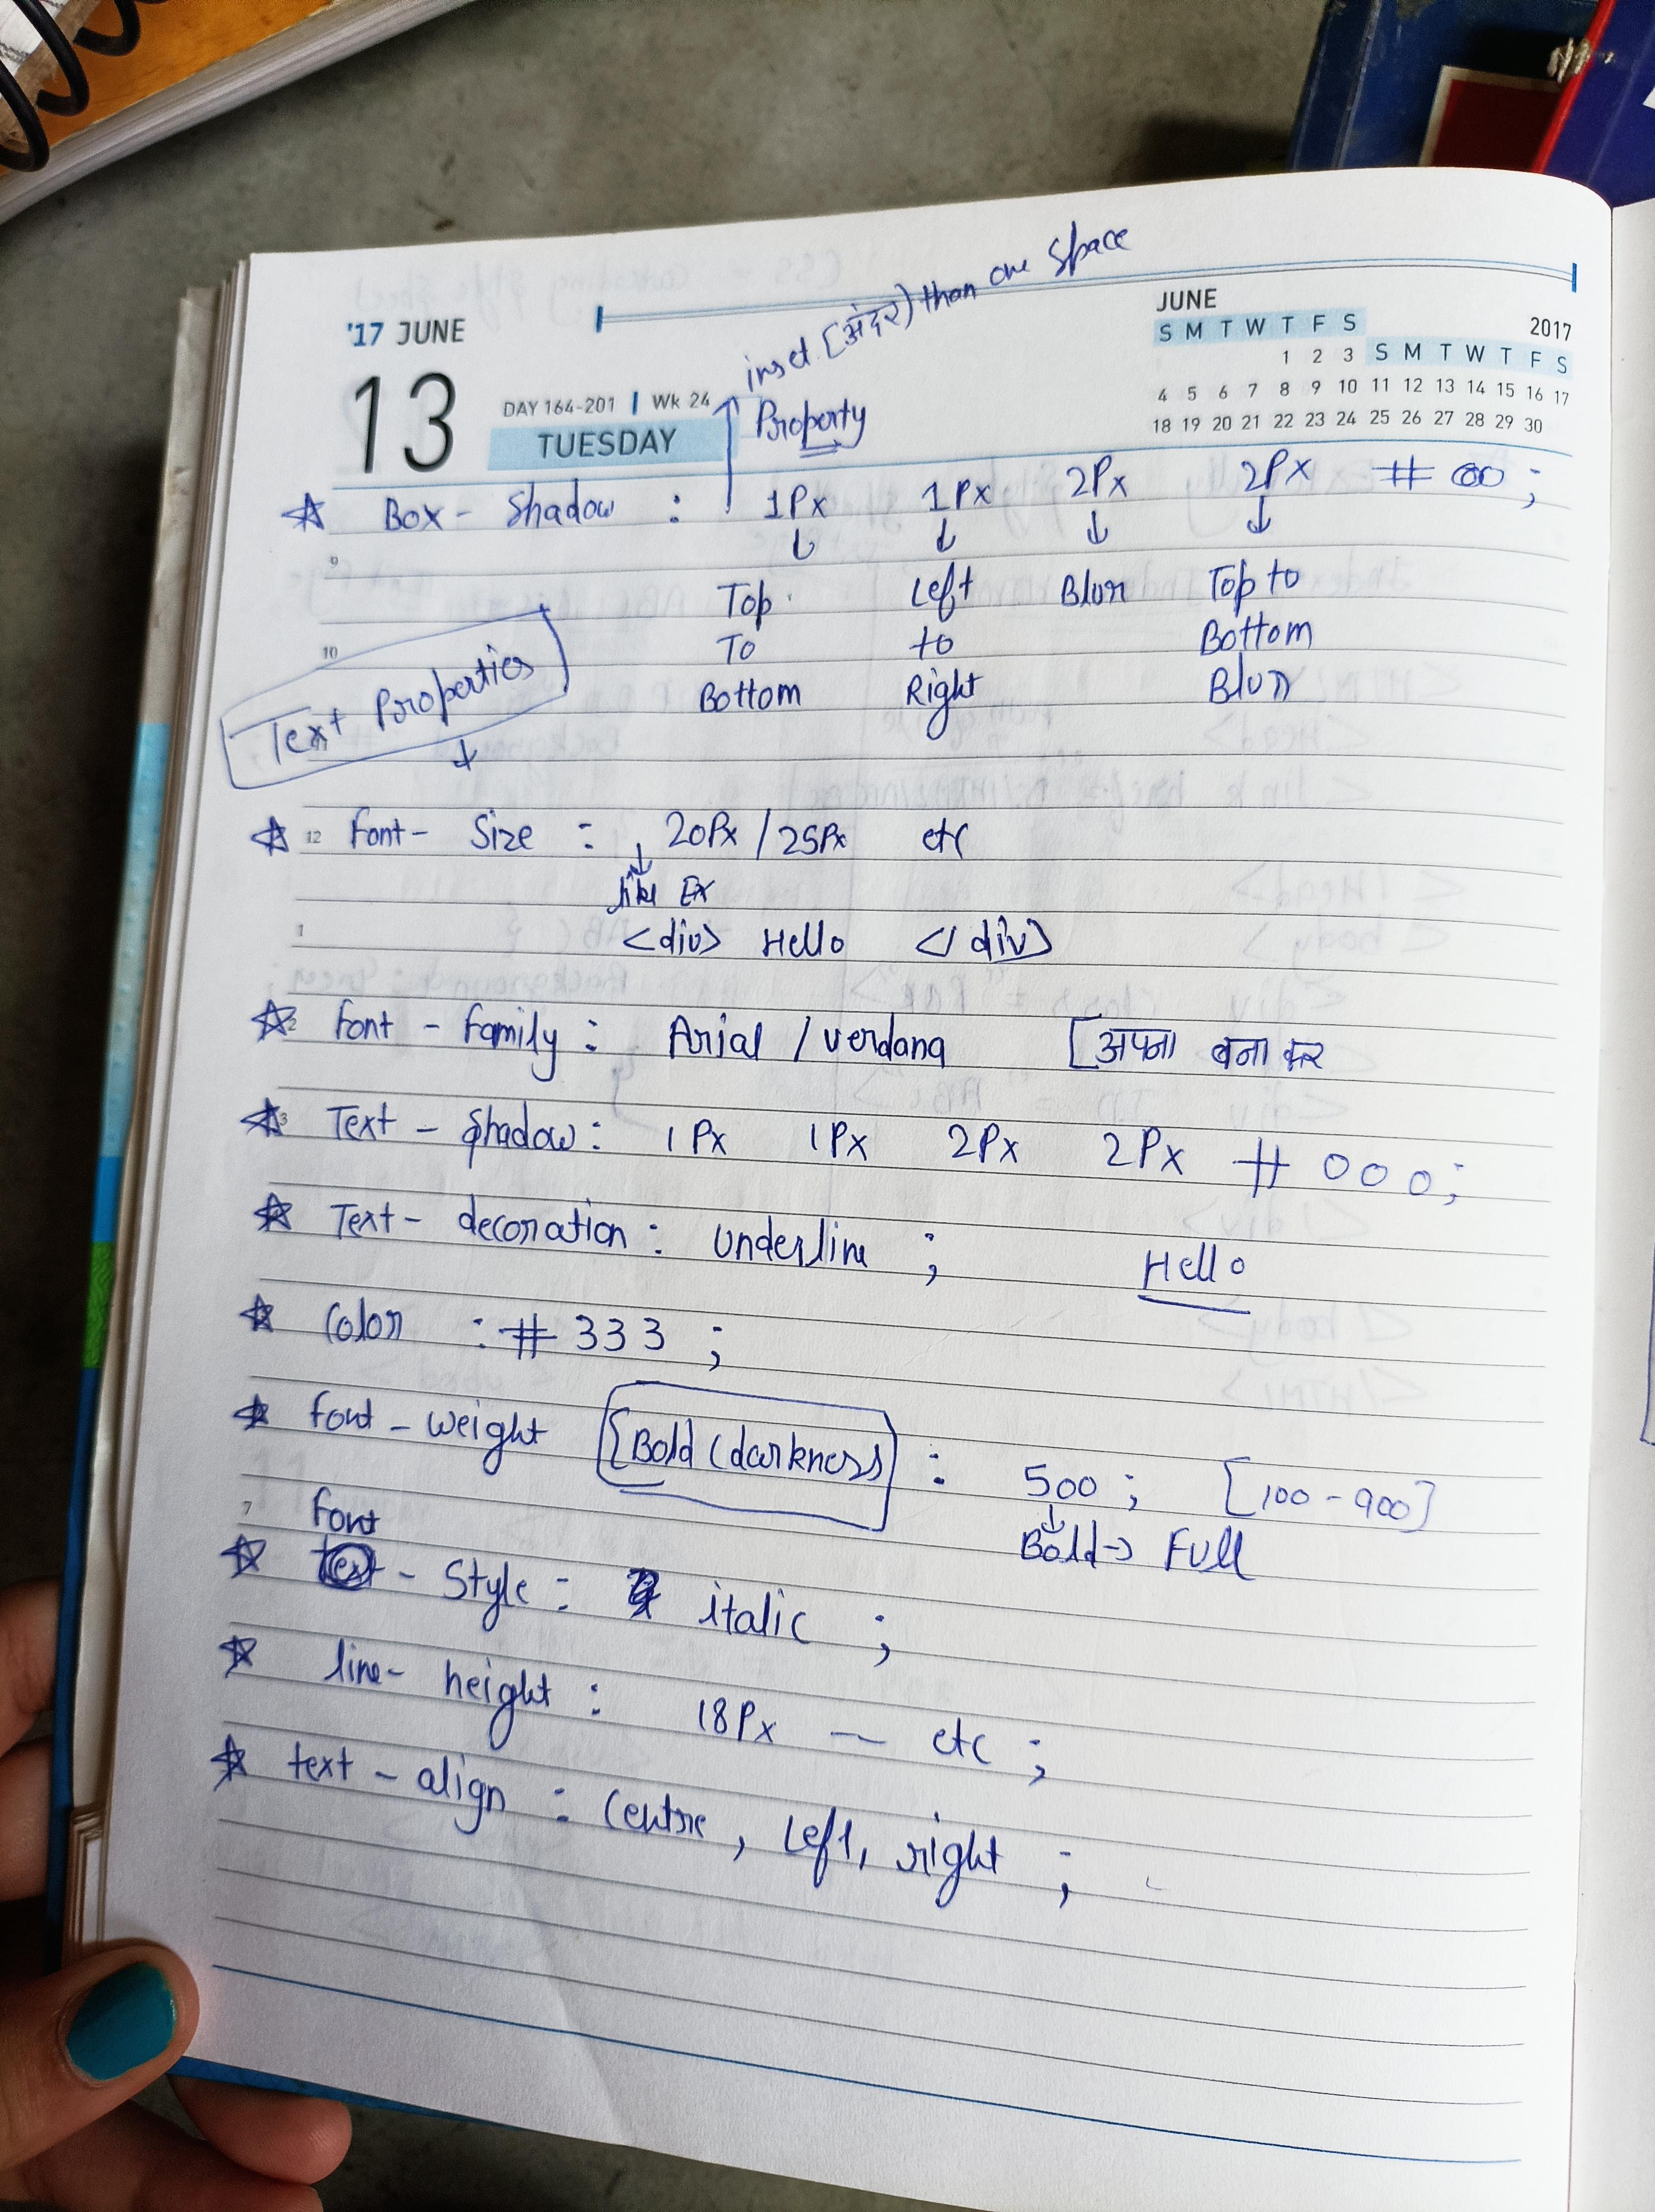 inset [अंदर) than one space
'17 JUNE
13
DAY 164-201 | Wk 24
TUESDAY
JUNE
2017
S M T W T F S
1 2 3 S M T W T F S
4 5 6 7 8 9 10 11 12 13 14 15 16 17
18 19 20 21 22 23 24 25 26 27 28 29 30
Property
Box - Shadow : 1Px 1Px 2Px 2Px # 000 ;
9
Top Left Blur Top to
10
To to Bottom
Bottom Right Blur
Text Properties
12 Font - Size : 20Px / 25Px etc
like Ex
1
<div> Hello </div>
2 Font - Family : Arial / verdana [अपना बना कर
3 Text - Shadow : 1Px 1Px 2Px 2Px # 000;
Text - decoration : underline ; Hello
Color : # 333 ;
Font - weight [Bold (darkness) : 500 ; [100 - 900]
7 Font
Bold → Full
text - Style : italic ;
line - height : 18Px — etc ;
text - align : Centre , Left, right ;